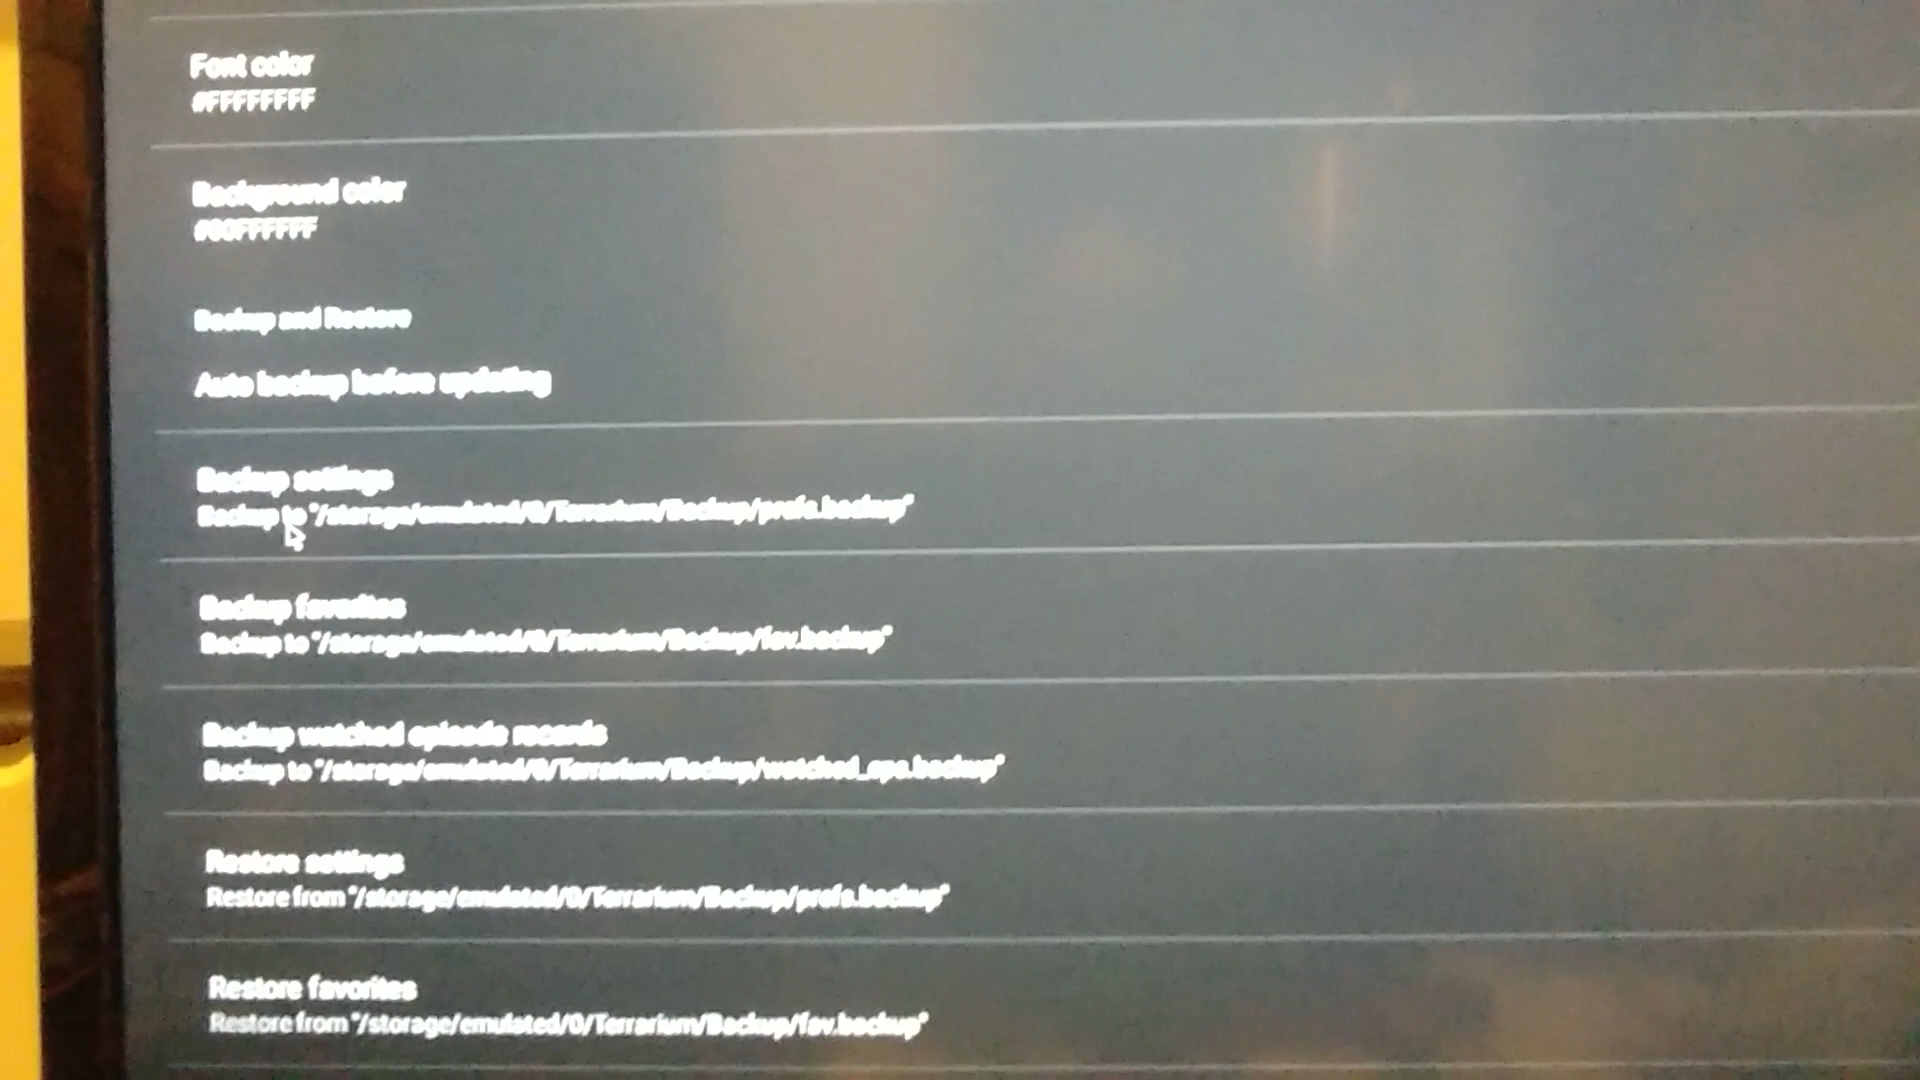 Font color
#FFFFFFFF
Background color
#00FFFFFF
Backup and Restore
Auto backup before updating
Backup settings
Backup to "/storage/emulated/0/Terrarium/Backup/prefs.backup"
Backup favorites
Backup to "/storage/emulated/0/Terrarium/Backup/fav.backup"
Backup watched episode records
Backup to "/storage/emulated/0/Terrarium/Backup/watched_eps.backup"
Restore settings
Restore from "/storage/emulated/0/Terrarium/Backup/prefs.backup"
Restore favorites
Restore from "/storage/emulated/0/Terrarium/Backup/fav.backup"